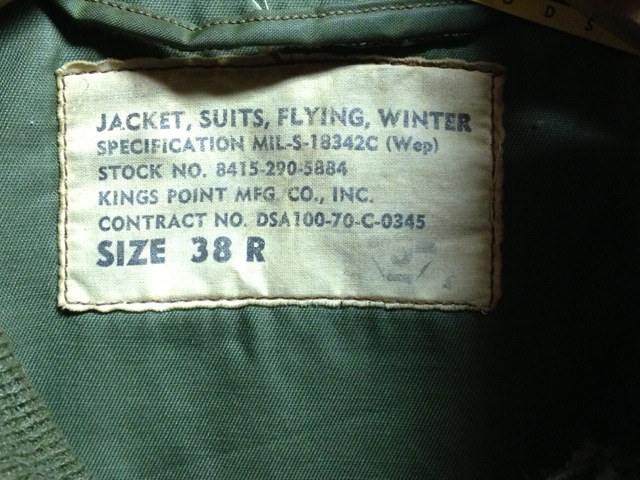 ODS
JACKET, SUITS, FLYING, WINTER
SPECIFICATION MIL-S-18342C (Wep)
STOCK NO. 8415-290-5884
KINGS POINT MFG. CO., INC.
CONTRACT NO. DSA100-70-C-0345
SIZE 38 R